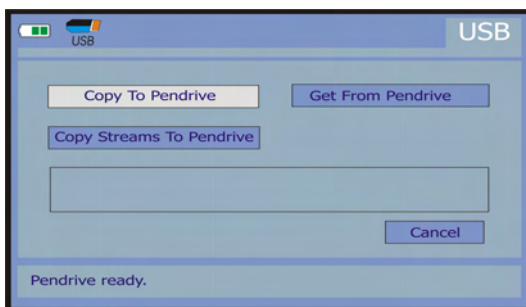 USB
USB
Copy To Pendrive
Get From Pendrive
Copy Streams To Pendrive
Cancel
Pendrive ready.